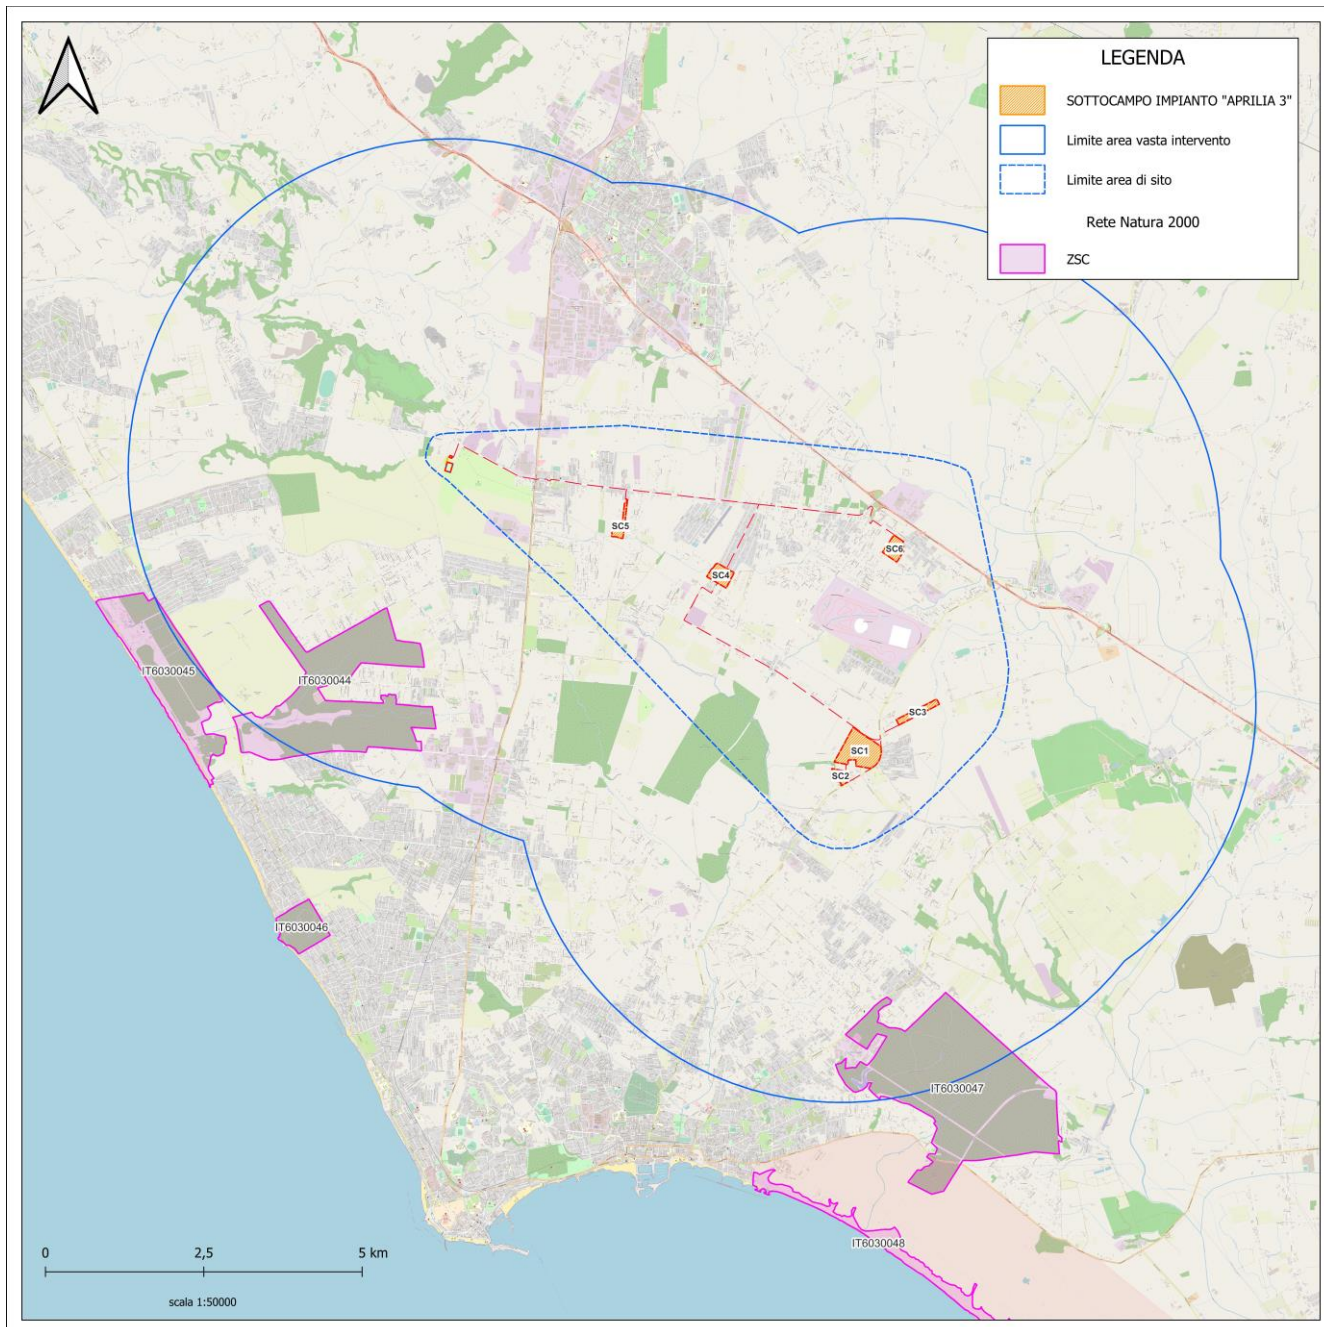 LEGENDA
SOTTOCAMPO IMPIANTO "APRILIA 3"
Limite area vasta intervento
Limite area di sito
Rete Natura 2000
ZSC
SC5
SC6
SC4
IT6030045
IT6030044
SC3
SC1
SC2
IT6030046
IT6030047
IT6030048
0 2,5 5 km
scala 1:50000